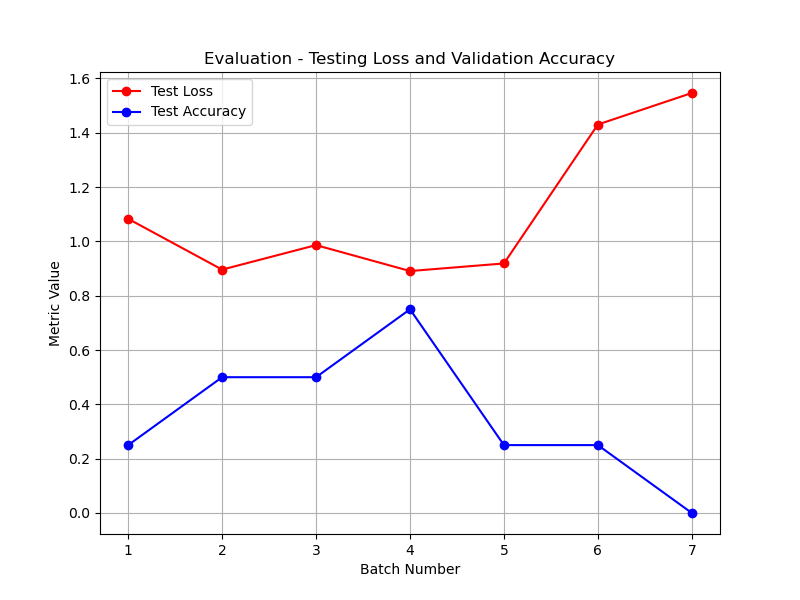 Evaluation - Testing Loss and Validation Accuracy
Test Loss
Test Accuracy
Metric Value
1.6
1.4
1.2
1.0
0.8
0.6
0.4
0.2
0.0
1 2 3 4 5 6 7
Batch Number